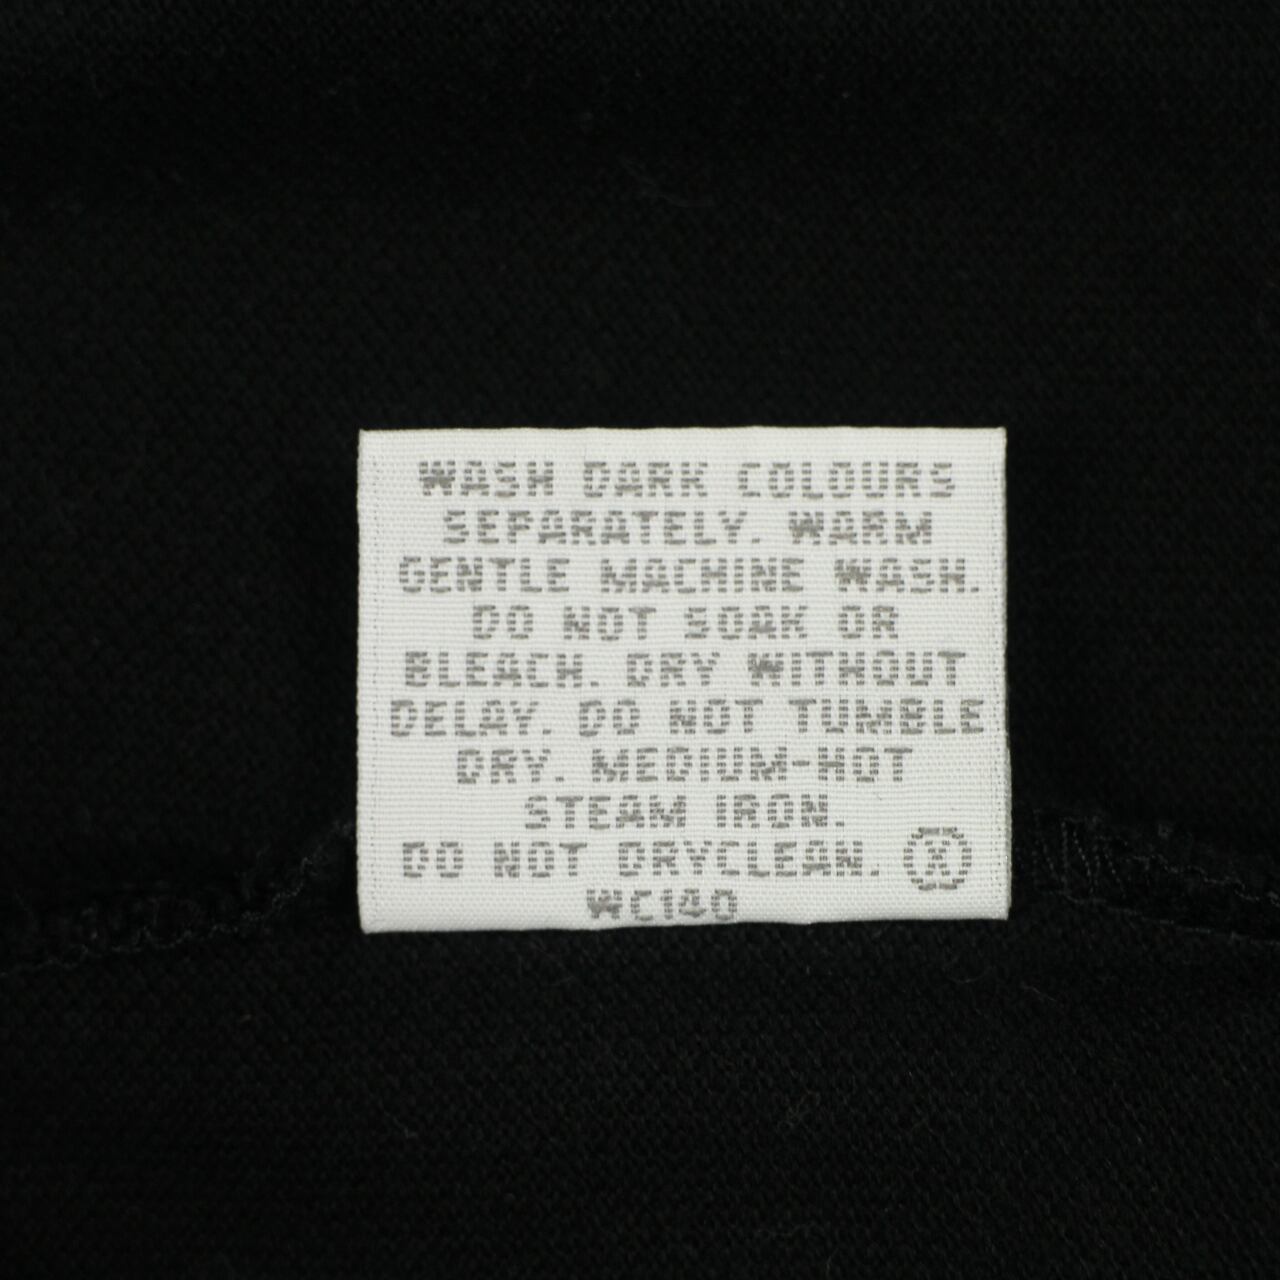 WASH DARK COLOURS
SEPARATELY. WARM
GENTLE MACHINE WASH.
DO NOT SOAK OR
BLEACH. DRY WITHOUT
DELAY. DO NOT TUMBLE
DRY. MEDIUM-HOT
STEAM IRON.
DO NOT DRYCLEAN. Ⓧ
WC140